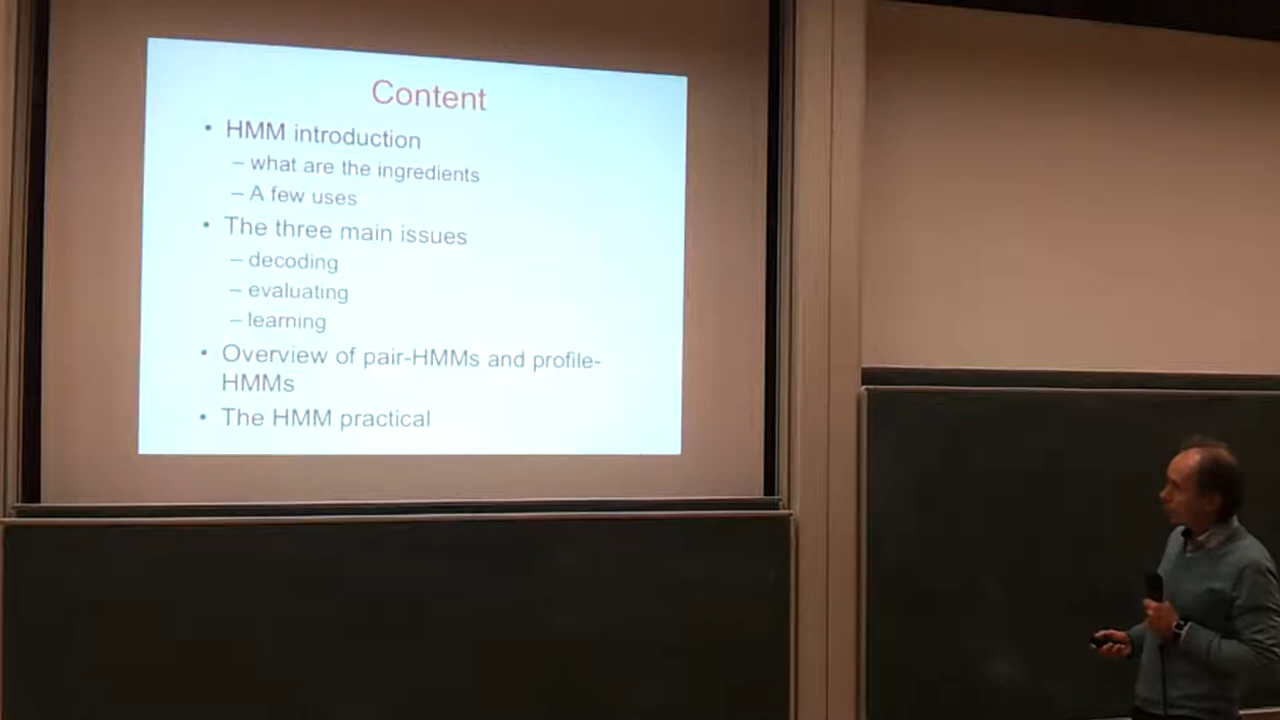 Content
• HMM introduction
– what are the ingredients
– A few uses
• The three main issues
– decoding
– evaluating
– learning
• Overview of pair-HMMs and profile-
HMMs
• The HMM practical